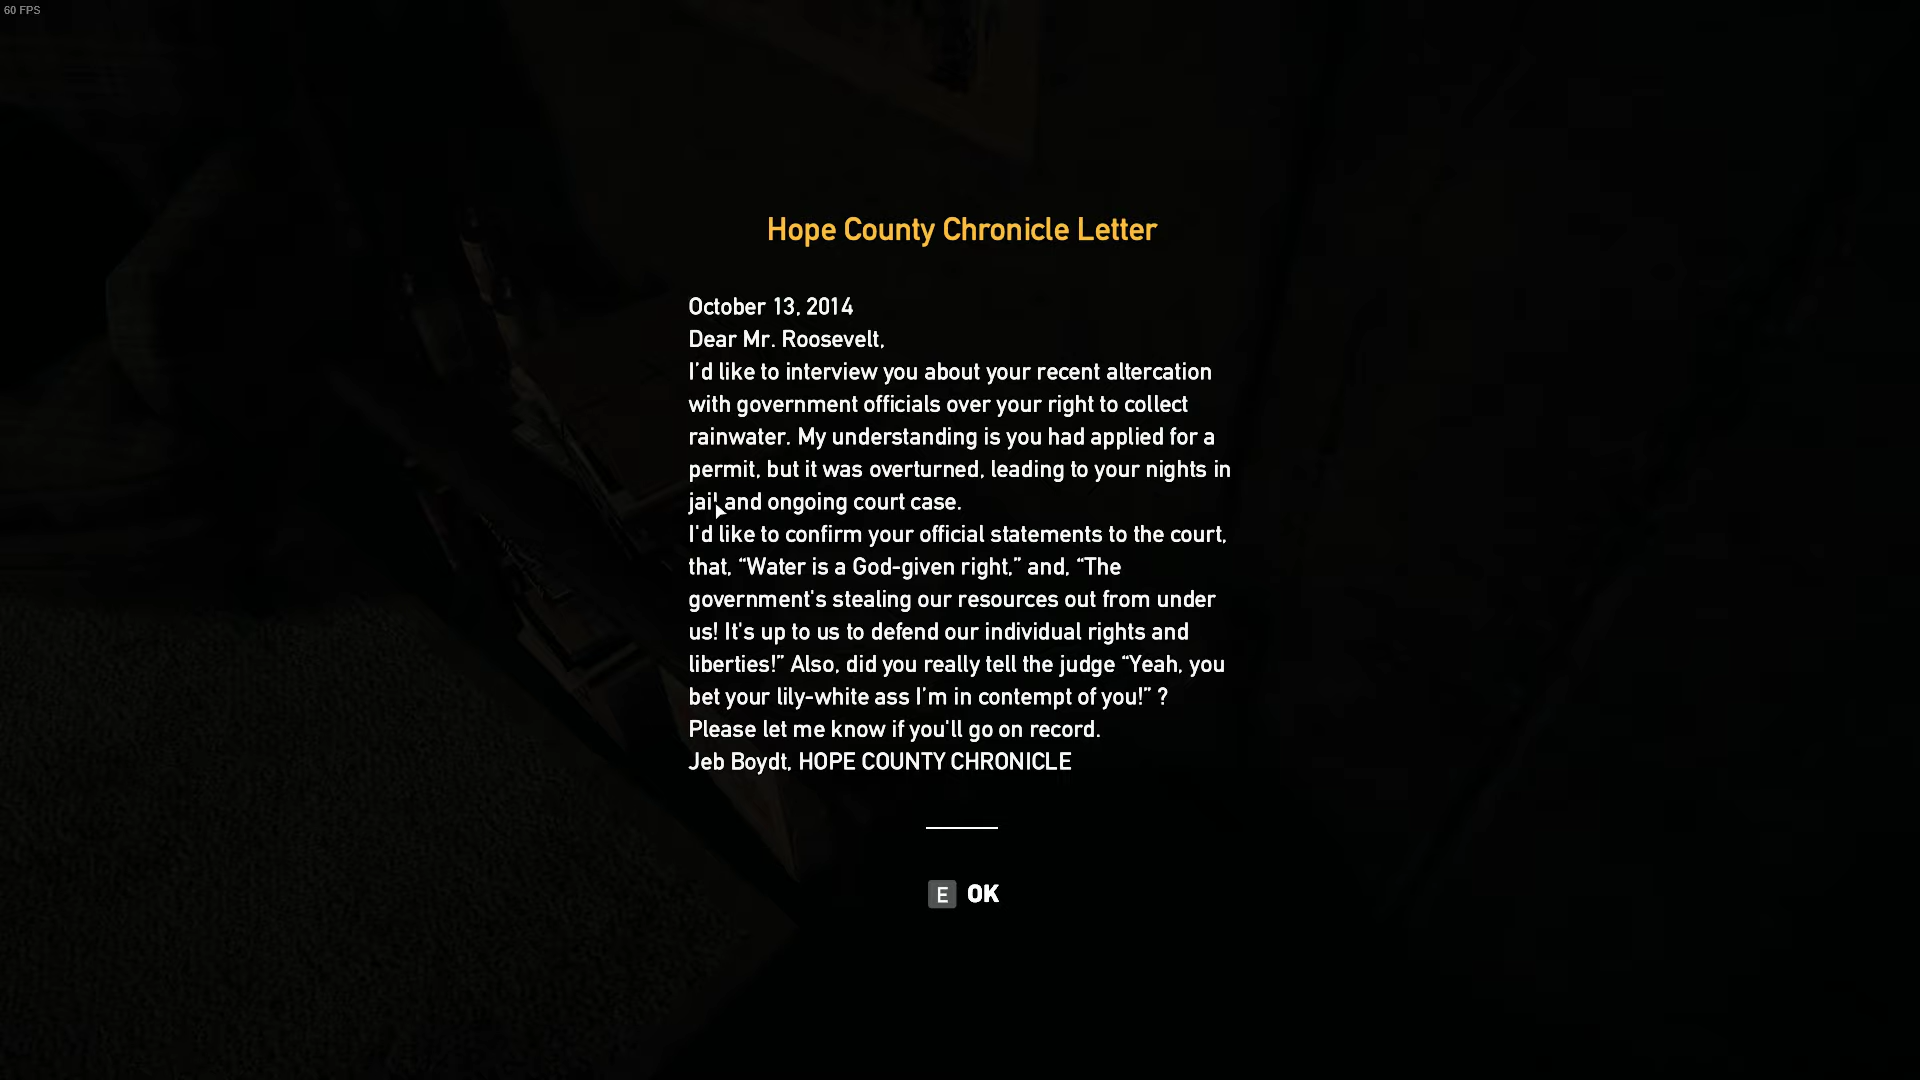 60 FPS
Hope County Chronicle Letter
October 13, 2014
Dear Mr. Roosevelt,
I’d like to interview you about your recent altercation
with government officials over your right to collect
rainwater. My understanding is you had applied for a
permit, but it was overturned, leading to your nights in
jail and ongoing court case.
I'd like to confirm your official statements to the court,
that, “Water is a God-given right,” and, “The
government's stealing our resources out from under
us! It's up to us to defend our individual rights and
liberties!” Also, did you really tell the judge “Yeah, you
bet your lily-white ass I’m in contempt of you!” ?
Please let me know if you'll go on record.
Jeb Boydt, HOPE COUNTY CHRONICLE
E OK